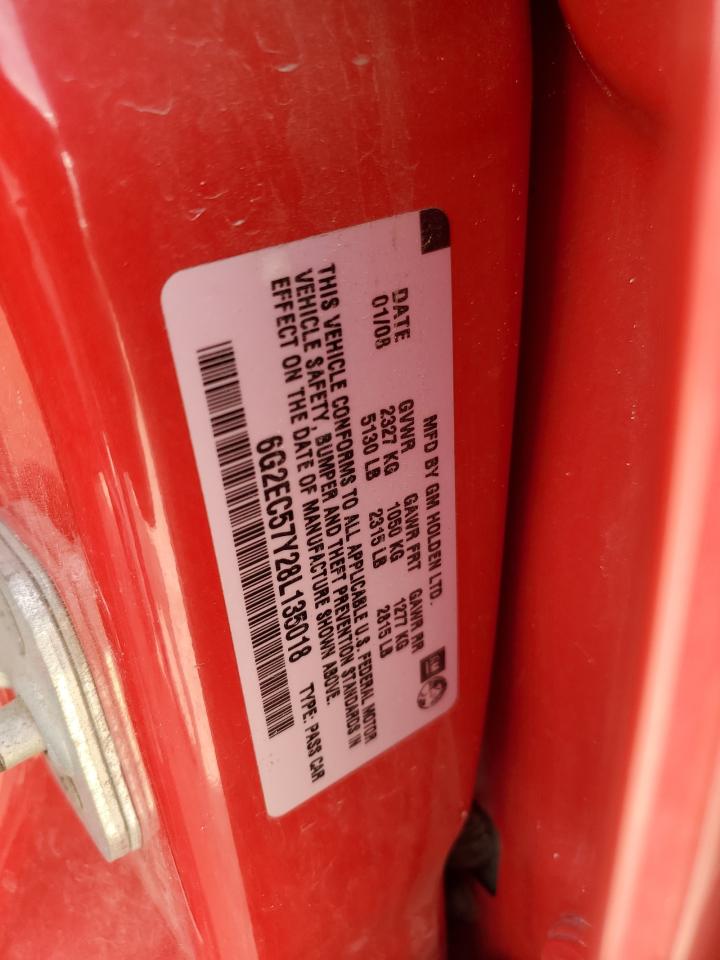 MFD BY GM HOLDEN LTD.
DATE GVWR GAWR FRT GAWR RR
01/08 2327 KG 1050 KG 1277 KG
5130 LB 2315 LB 2815 LB
THIS VEHICLE CONFORMS TO ALL APPLICABLE U.S. FEDERAL MOTOR
VEHICLE SAFETY, BUMPER AND THEFT PREVENTION STANDARDS IN
EFFECT ON THE DATE OF MANUFACTURE SHOWN ABOVE.
6G2EC57Y28L135018 TYPE: PASS CAR